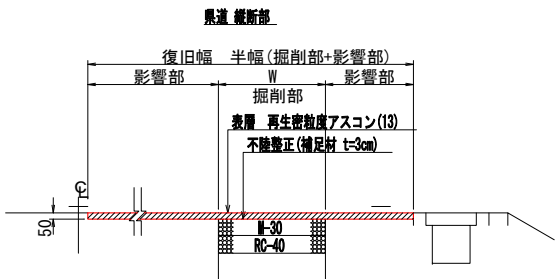 県道 縦断部
復旧幅 半幅(掘削部+影響部)
影響部 W 影響部
掘削部
表層 再生密粒度アスコン(13)
不陸整正(補足材 t=3cm)
CL
50
M-30
RC-40